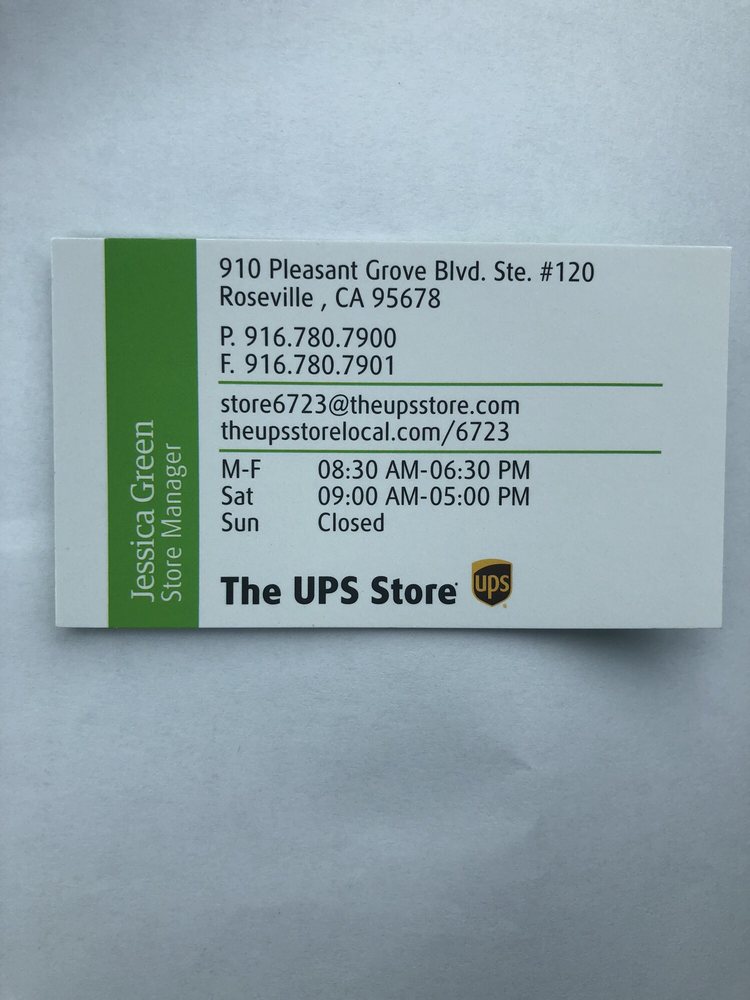 910 Pleasant Grove Blvd. Ste. #120
Roseville , CA 95678
P. 916.780.7900
F. 916.780.7901
store6723@theupsstore.com
theupsstorelocal.com/6723
M-F 08:30 AM-06:30 PM
Sat 09:00 AM-05:00 PM
Sun Closed
The UPS Store
ups
Jessica Green
Store Manager